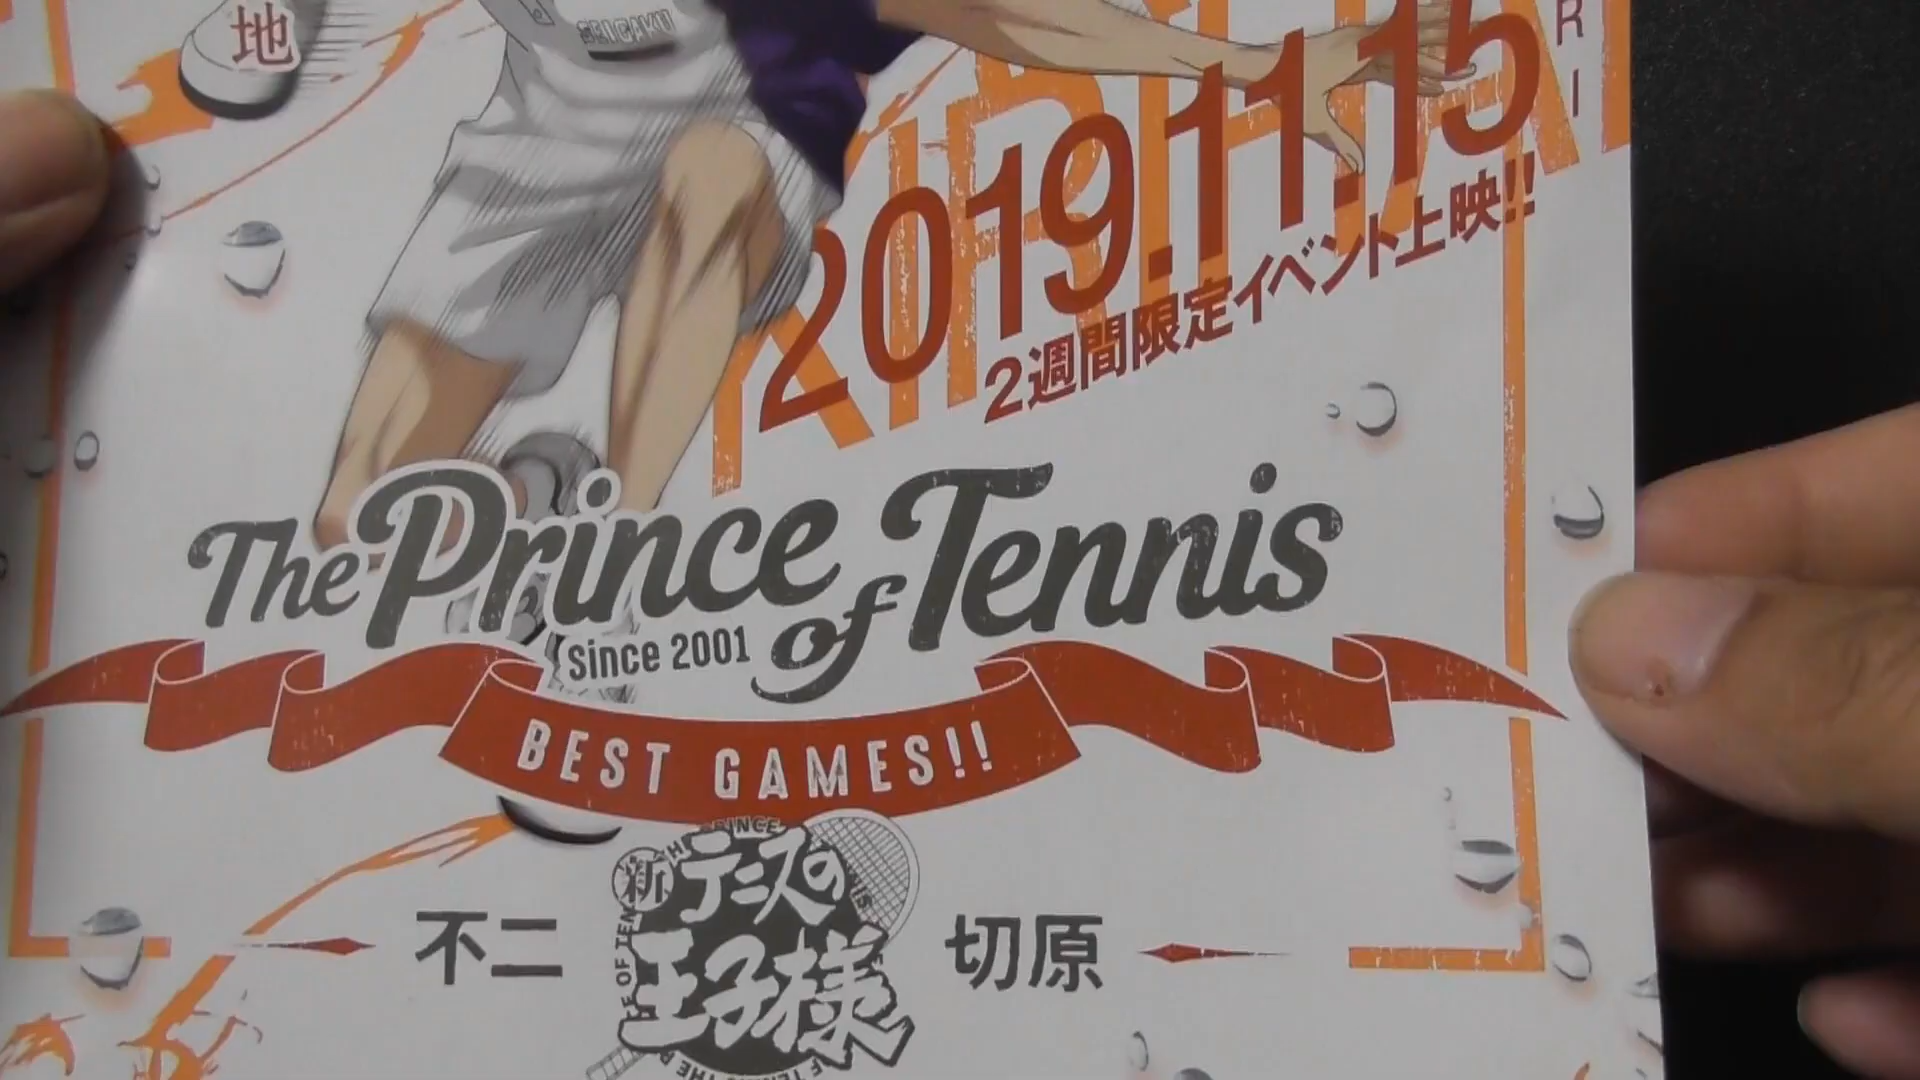 地
SEIGAKU
KIRIHARA
R
I
2019.11.15
2週間限定イベント上映!!
The Prince of Tennis
Since 2001
BEST GAMES!!
不二
新テニスの
王子様
切原